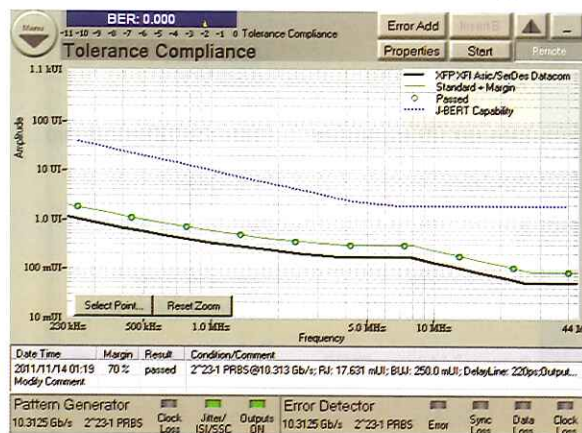 Menu
BER: 0.000
-11 -10 -9 -8 -7 -6 -5 -4 -3 -2 -1 0 Tolerance Compliance
Error Add
Insert B
Properties
Start
Remote
Tolerance Compliance
XFP XFI Asic/SerDes Datacom
Standard + Margin
Passed
J-BERT Capability
Amplitude
1.1 kUI
100 UI
10 UI
1.0 UI
100 mUI
10 mUI
Select Point...
Reset Zoom
230 kHz
500 kHz
1.0 MHz
5.0 MHz
10 MHz
44 M
Frequency
Date Time Margin Result Condition/Comment
2011/11/14 01:19 70 % passed 2^23-1 PRBS@10.313 Gb/s; RJ: 17.631 mUI; BUJ: 250.0 mUI; DelayLine: 220ps;Output...
Modify Comment
Pattern Generator
10.3125 Gb/s 2^23-1 PRBS
Clock Loss
Jitter/ ISI/SSC
Outputs ON
Error Detector
10.3125 Gb/s 2^23-1 PRBS
Error
Sync Loss
Data Loss
Clock Loss